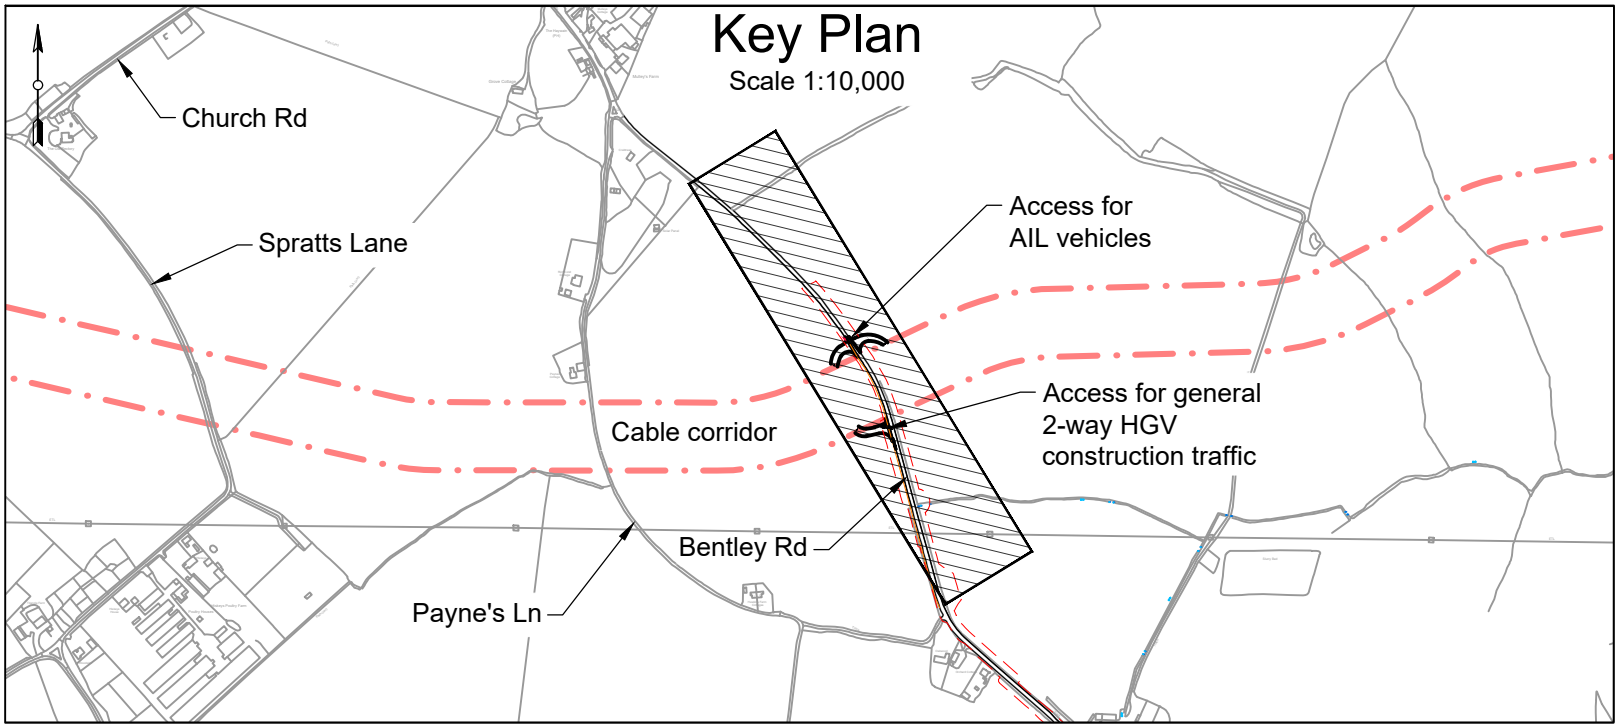 Key Plan
Scale 1:10,000
Church Rd
Spratts Lane
Access for
AIL vehicles
Access for general
2-way HGV
construction traffic
Cable corridor
Bentley Rd
Payne's Ln